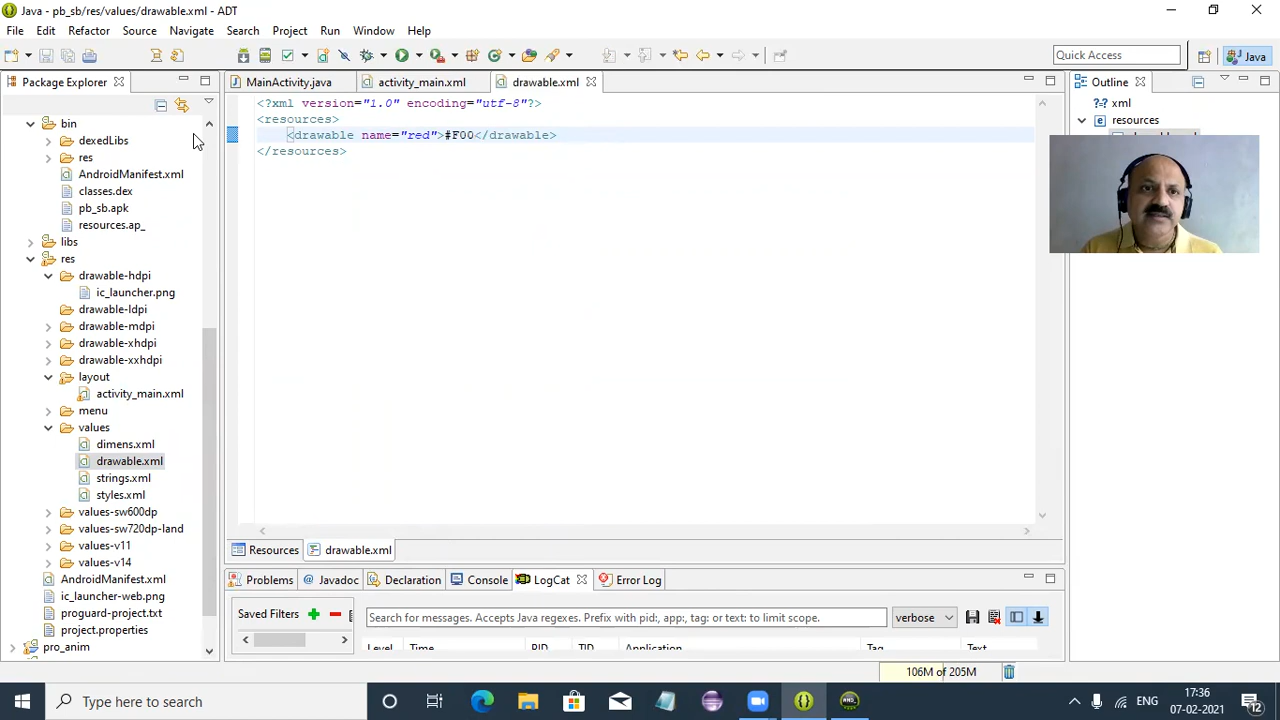 Java - pb_sb/res/values/drawable.xml - ADT
File Edit Refactor Source Navigate Search Project Run Window Help
Quick Access
Java
Package Explorer
MainActivity.java
activity_main.xml
drawable.xml
Outline
bin
dexedLibs
res
AndroidManifest.xml
classes.dex
pb_sb.apk
resources.ap_
libs
res
drawable-hdpi
ic_launcher.png
drawable-ldpi
drawable-mdpi
drawable-xhdpi
drawable-xxhdpi
layout
activity_main.xml
menu
values
dimens.xml
drawable.xml
strings.xml
styles.xml
values-sw600dp
values-sw720dp-land
values-v11
values-v14
AndroidManifest.xml
ic_launcher-web.png
proguard-project.txt
project.properties
pro_anim
<?xml version="1.0" encoding="utf-8"?>
<resources>
<drawable name="red">#F00</drawable>
</resources>
xml
resources
Resources
drawable.xml
Problems
Javadoc
Declaration
Console
LogCat
Error Log
Saved Filters
Search for messages. Accepts Java regexes. Prefix with pid:, app:, tag: or text: to limit scope.
verbose
Level Time PID TID Application Tag Text
106M of 205M
Type here to search
ENG
17:36
07-02-2021
12